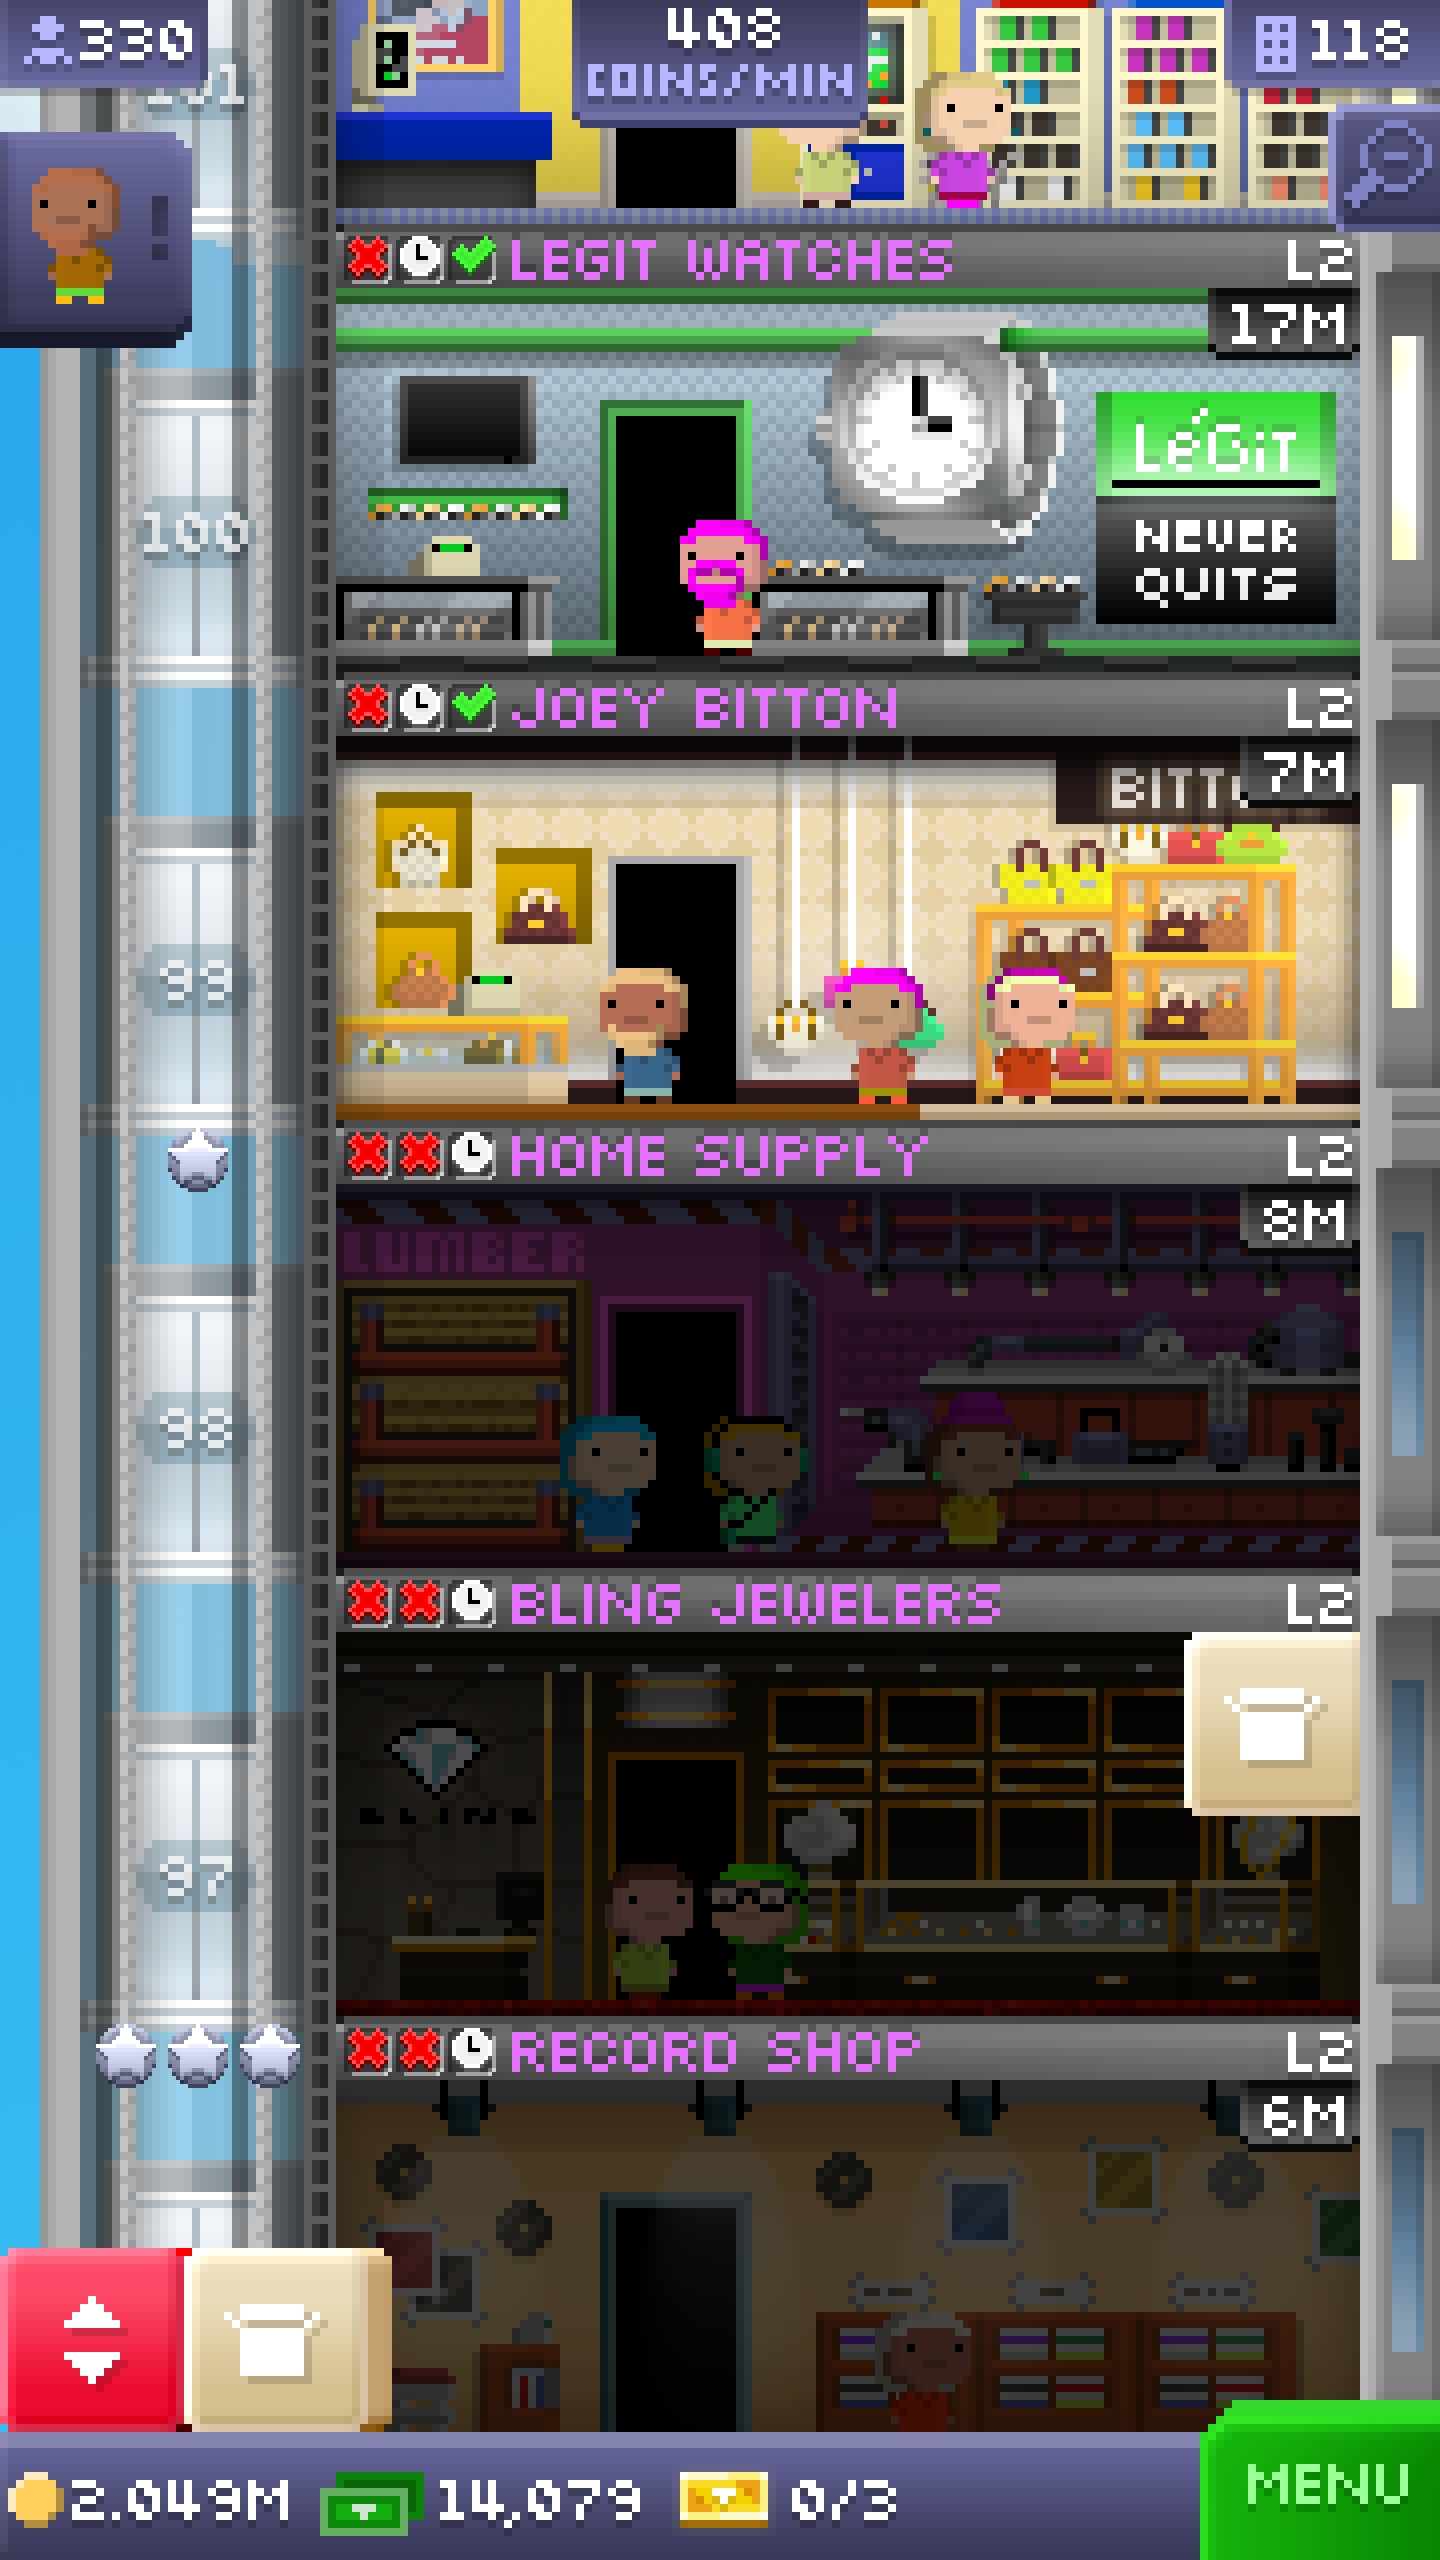 330
408
COINS/MIN
118
101
LEGIT WATCHES
L2
17M
LéGiT
NEVER
QUITS
100
JOEY BITTON
L2
7M
99
HOME SUPPLY
L2
8M
LUMBER
98
BLING JEWELERS
L2
BLING
97
RECORD SHOP
L2
6M
2.049M
14,079
0/3
MENU